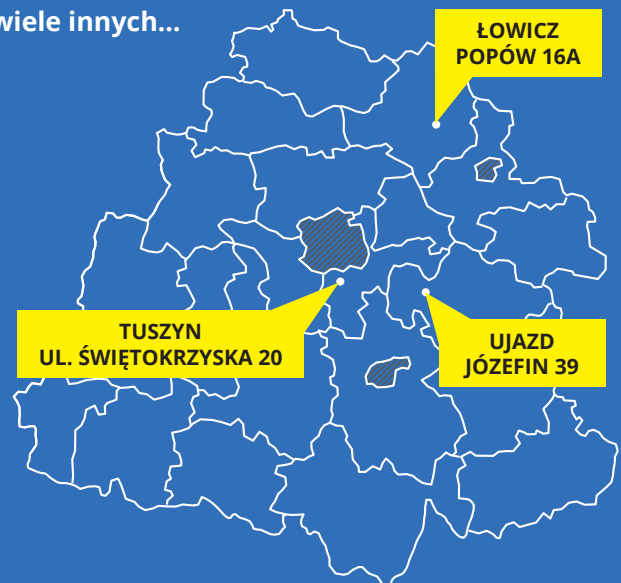 wiele innych...
ŁOWICZ
POPÓW 16A
TUSZYN
UL. ŚWIĘTOKRZYSKA 20
UJAZD
JÓZEFIN 39